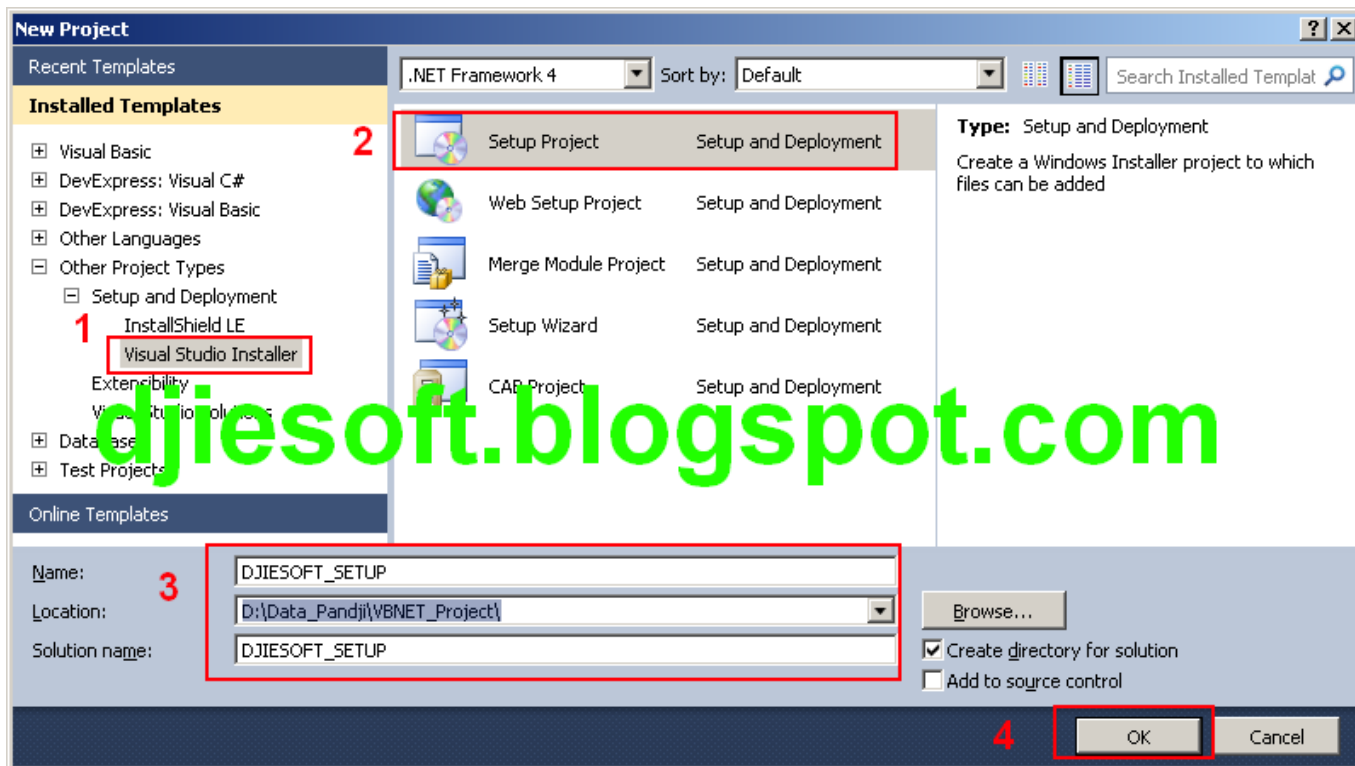 New Project
Recent Templates
Installed Templates
Visual Basic
DevExpress: Visual C#
DevExpress: Visual Basic
Other Languages
Other Project Types
Setup and Deployment
1
InstallShield LE
Visual Studio Installer
Extensibility
Visual Studio Solutions
Database
Test Projects
Online Templates
.NET Framework 4
Sort by: Default
Search Installed Templat
2
Setup Project Setup and Deployment
Web Setup Project Setup and Deployment
Merge Module Project Setup and Deployment
Setup Wizard Setup and Deployment
CAB Project Setup and Deployment
Type: Setup and Deployment
Create a Windows Installer project to which
files can be added
djiesoft.blogspot.com
3
Name: DJIESOFT_SETUP
Location: D:\Data_Pandji\VBNET_Project\
Browse...
Solution name: DJIESOFT_SETUP
Create directory for solution
Add to source control
4
OK
Cancel